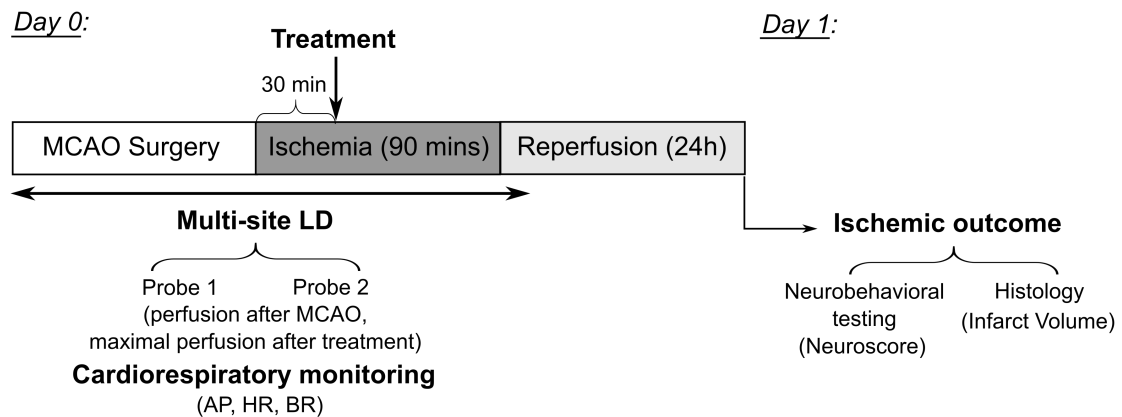 Day 0:
Day 1:
Treatment
30 min
MCAO Surgery
Ischemia (90 mins)
Reperfusion (24h)
Multi-site LD
Ischemic outcome
Probe 1
Probe 2
(perfusion after MCAO,
maximal perfusion after treatment)
Neurobehavioral
testing
(Neuroscore)
Histology
(Infarct Volume)
Cardiorespiratory monitoring
(AP, HR, BR)